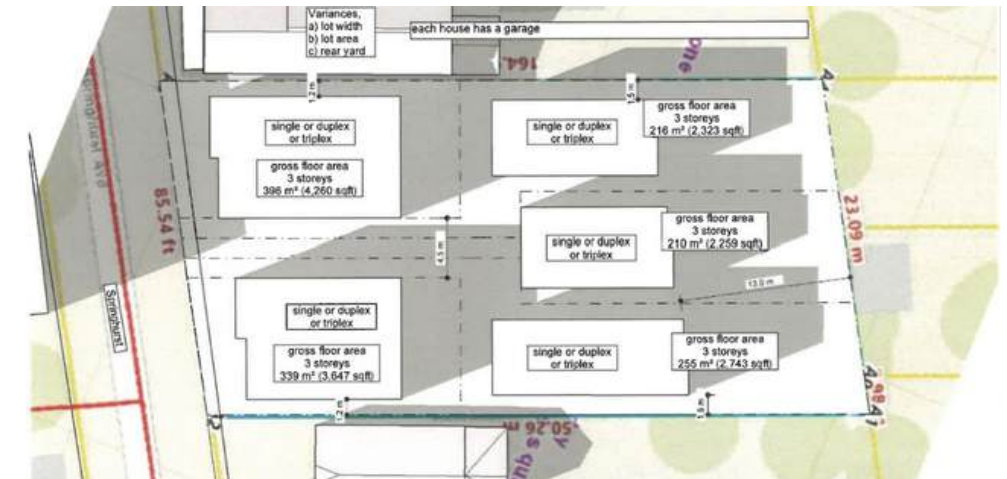 Variances,
a) lot width
b) lot area
c) rear yard
each house has a garage
164.
one
1.2 m
1.5 m
single or duplex
or triplex
gross floor area
3 storeys
396 m² (4,260 sqft)
single or duplex
or triplex
gross floor area
3 storeys
216 m² (2,323 sqft)
85.54 ft
23.09 m
4.5 m
single or duplex
or triplex
gross floor area
3 storeys
210 m² (2,259 sqft)
13.0 m
Springhurst
single or duplex
or triplex
gross floor area
3 storeys
339 m² (3,647 sqft)
single or duplex
or triplex
gross floor area
3 storeys
255 m² (2,743 sqft)
1.2 m
50.26 m